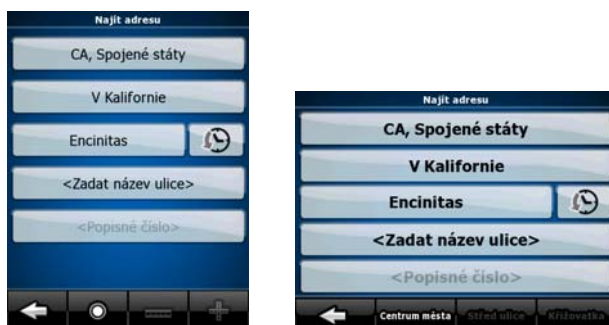 Najít adresu
CA, Spojené státy
V Kalifornie
Encinitas
<Zadat název ulice>
<Popisné číslo>
Najít adresu
CA, Spojené státy
V Kalifornie
Encinitas
<Zadat název ulice>
<Popisné číslo>
Centrum města Střed ulice Křižovatka